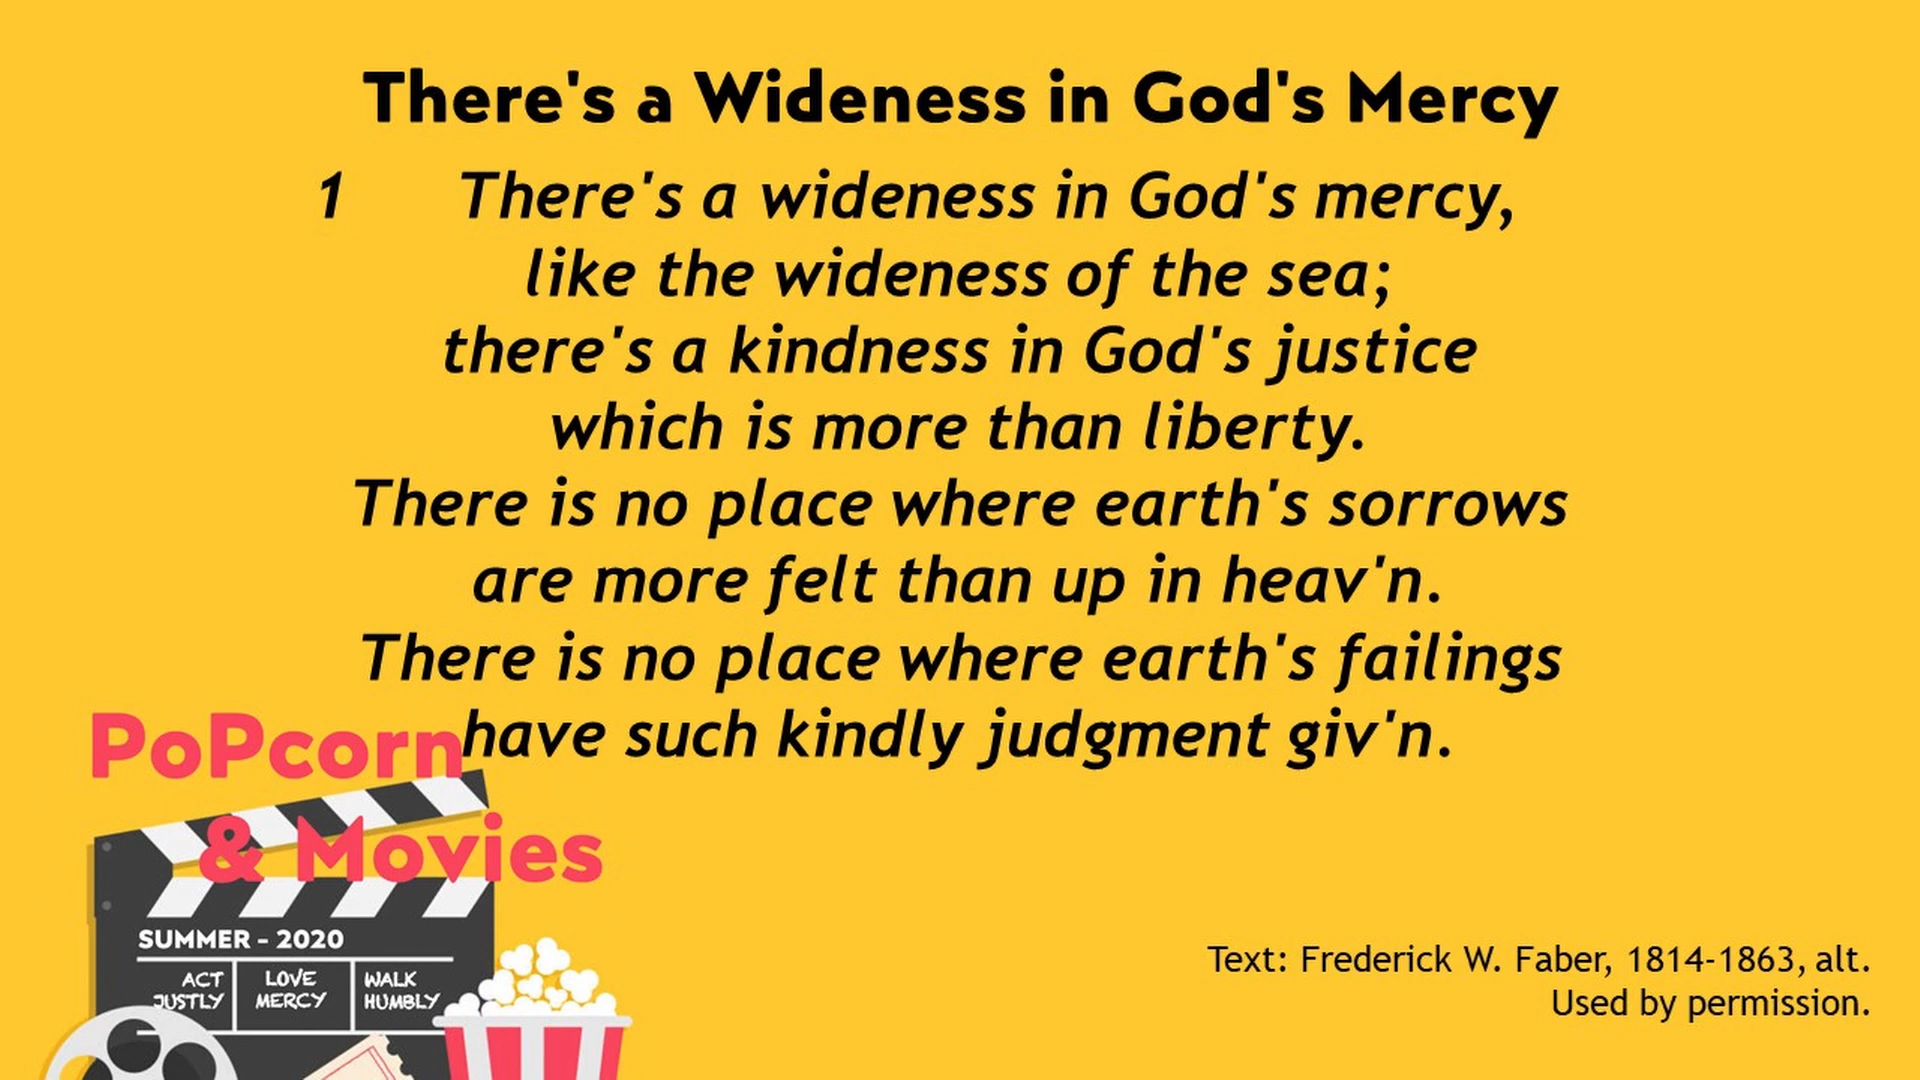 There's a Wideness in God's Mercy
1 There's a wideness in God's mercy,
like the wideness of the sea;
there's a kindness in God's justice
which is more than liberty.
There is no place where earth's sorrows
are more felt than up in heav'n.
There is no place where earth's failings
have such kindly judgment giv'n.
PoPcorn
& Movies
SUMMER - 2020
ACT JUSTLY
LOVE MERCY
WALK HUMBLY
Text: Frederick W. Faber, 1814-1863, alt.
Used by permission.